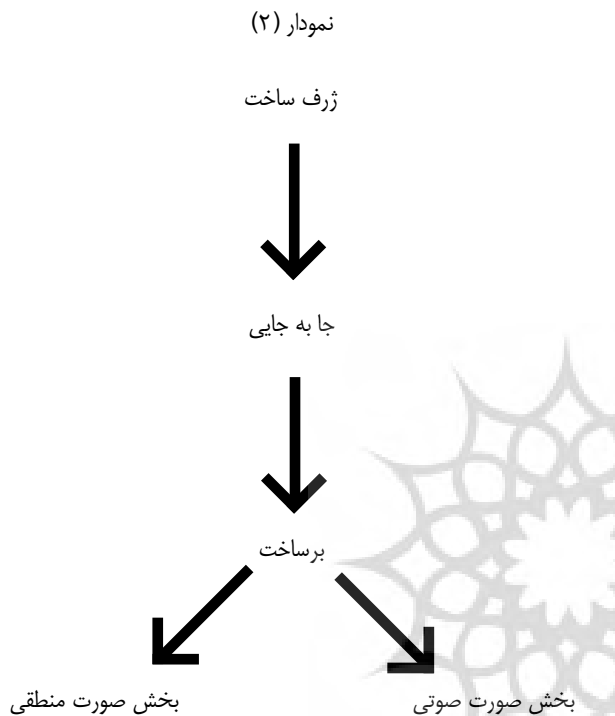 نمودار (۲)
ژرف ساخت
جا به جایی
برساخت
بخش صورت صوتی
بخش صورت منطقی